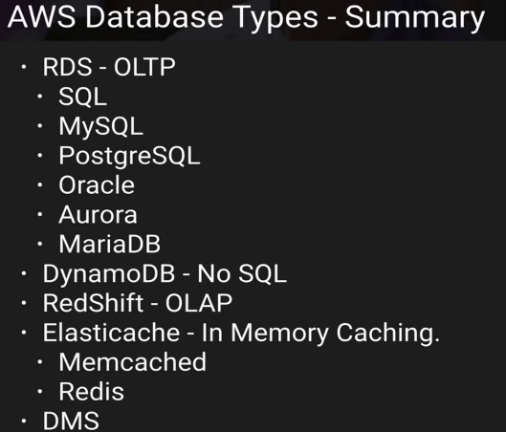 AWS Database Types - Summary
· RDS - OLTP
· SQL
· MySQL
· PostgreSQL
· Oracle
· Aurora
· MariaDB
· DynamoDB - No SQL
· RedShift - OLAP
· Elasticache - In Memory Caching.
· Memcached
· Redis
· DMS